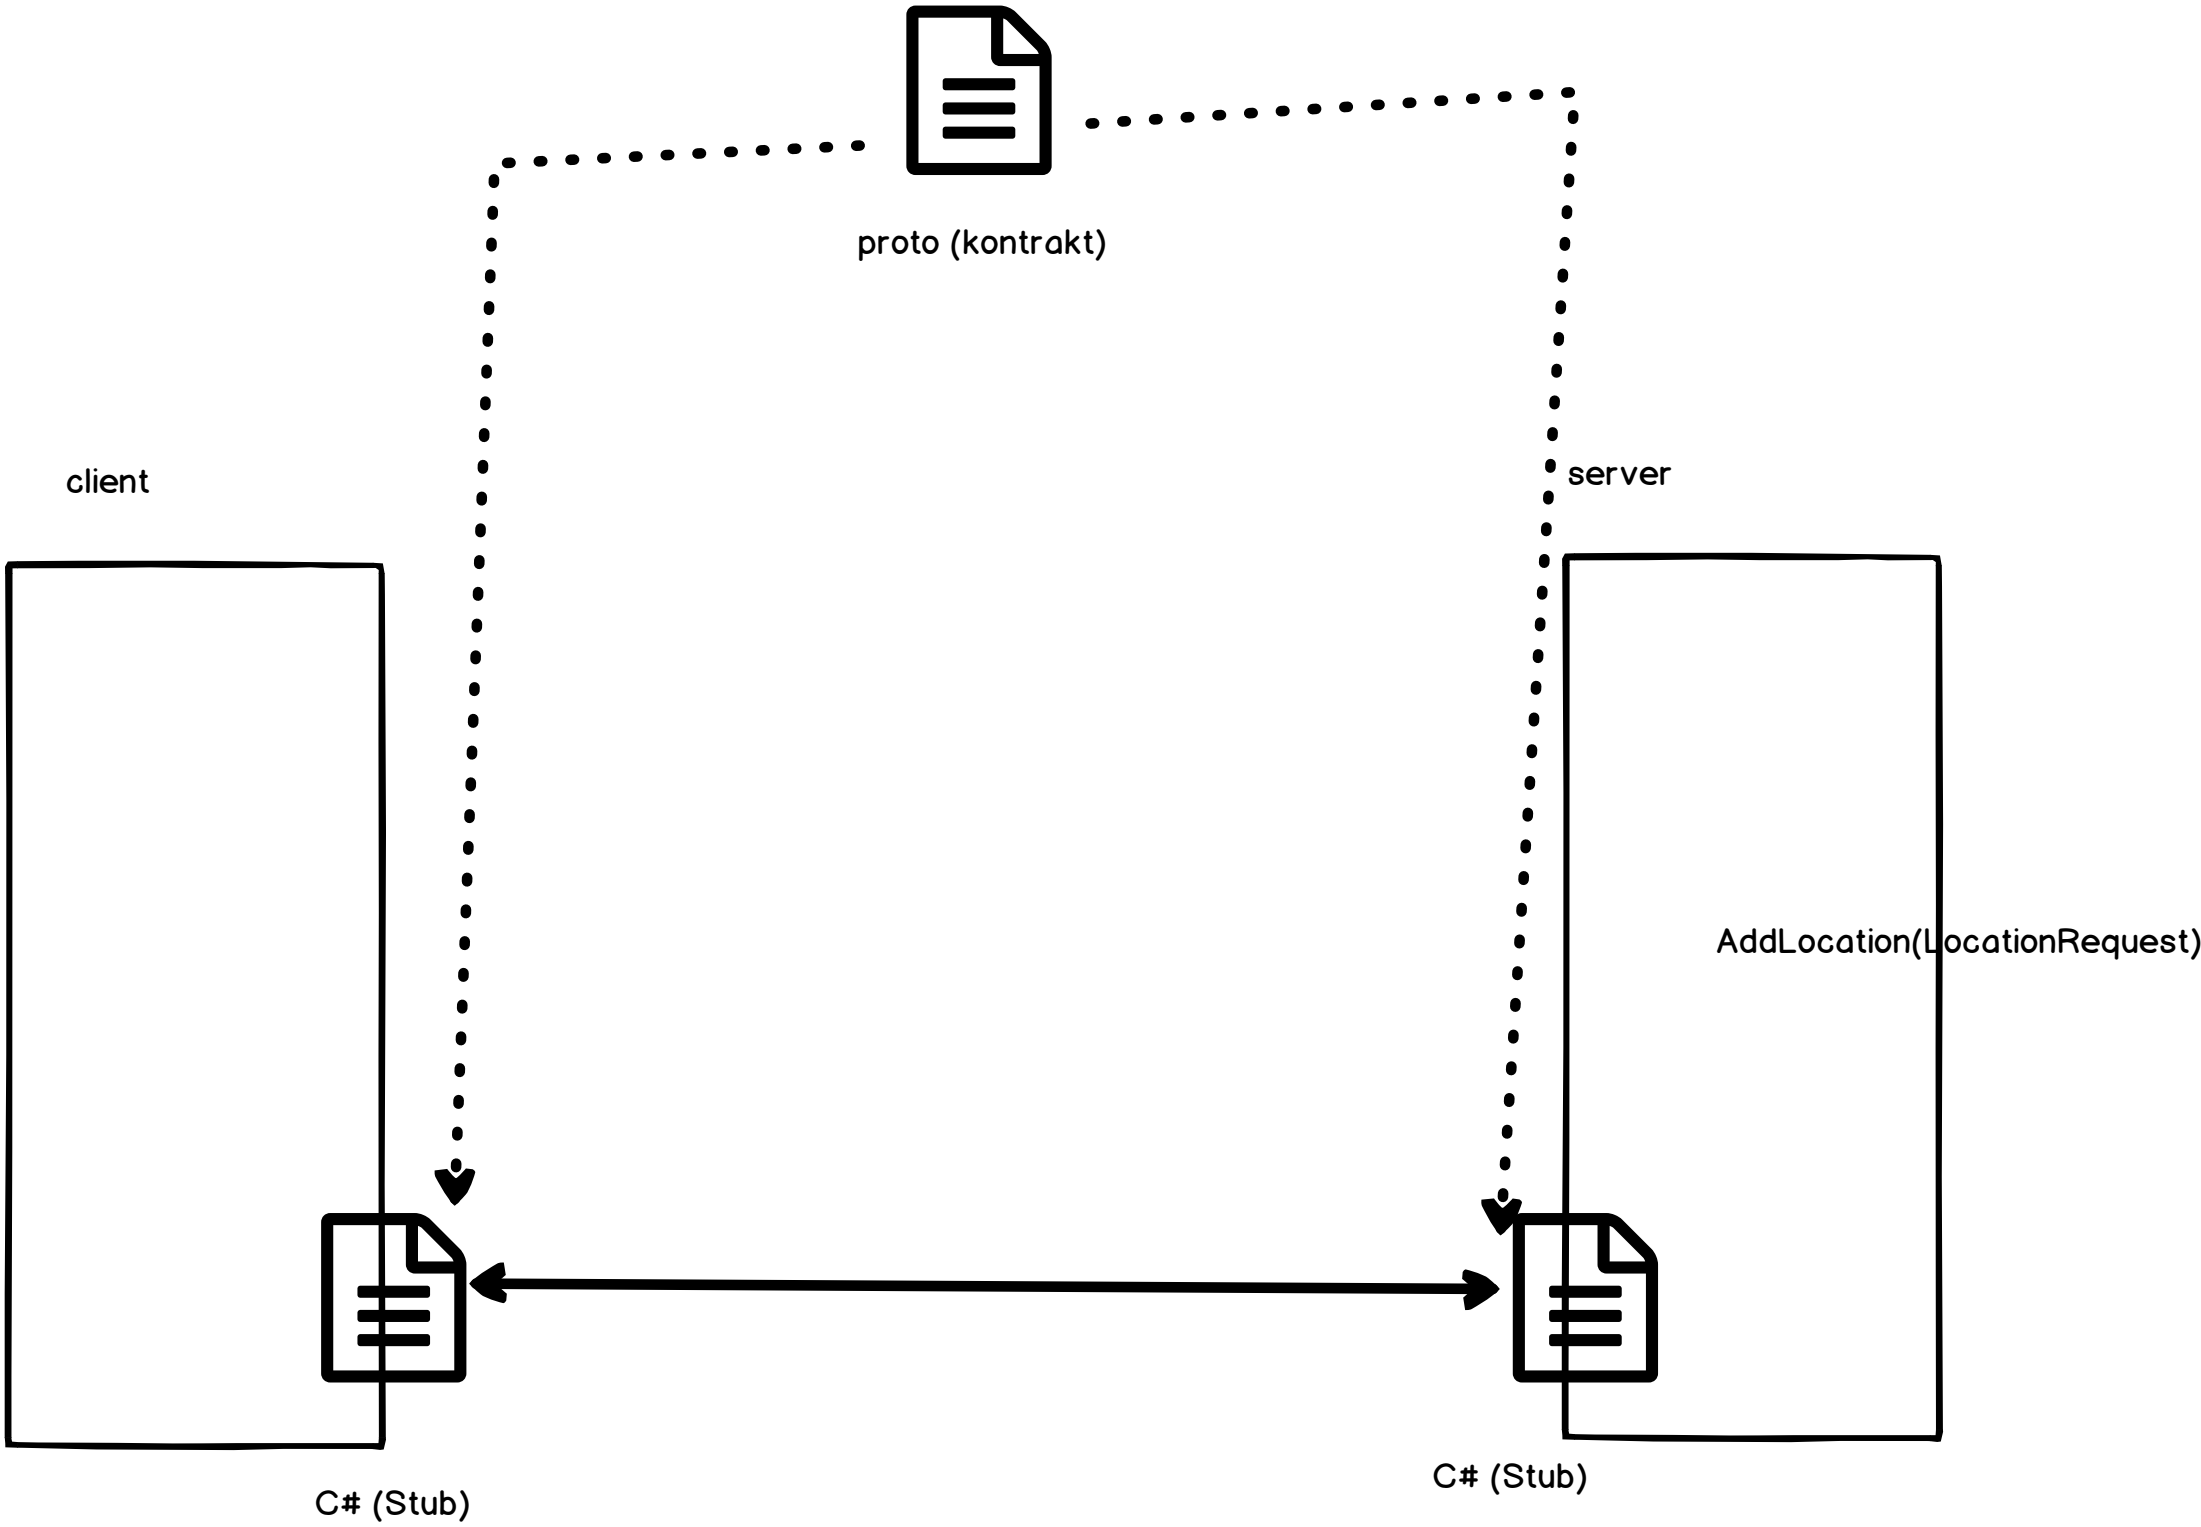 proto (kontrakt)
client
server
AddLocation(LocationRequest)
C# (Stub)
C# (Stub)